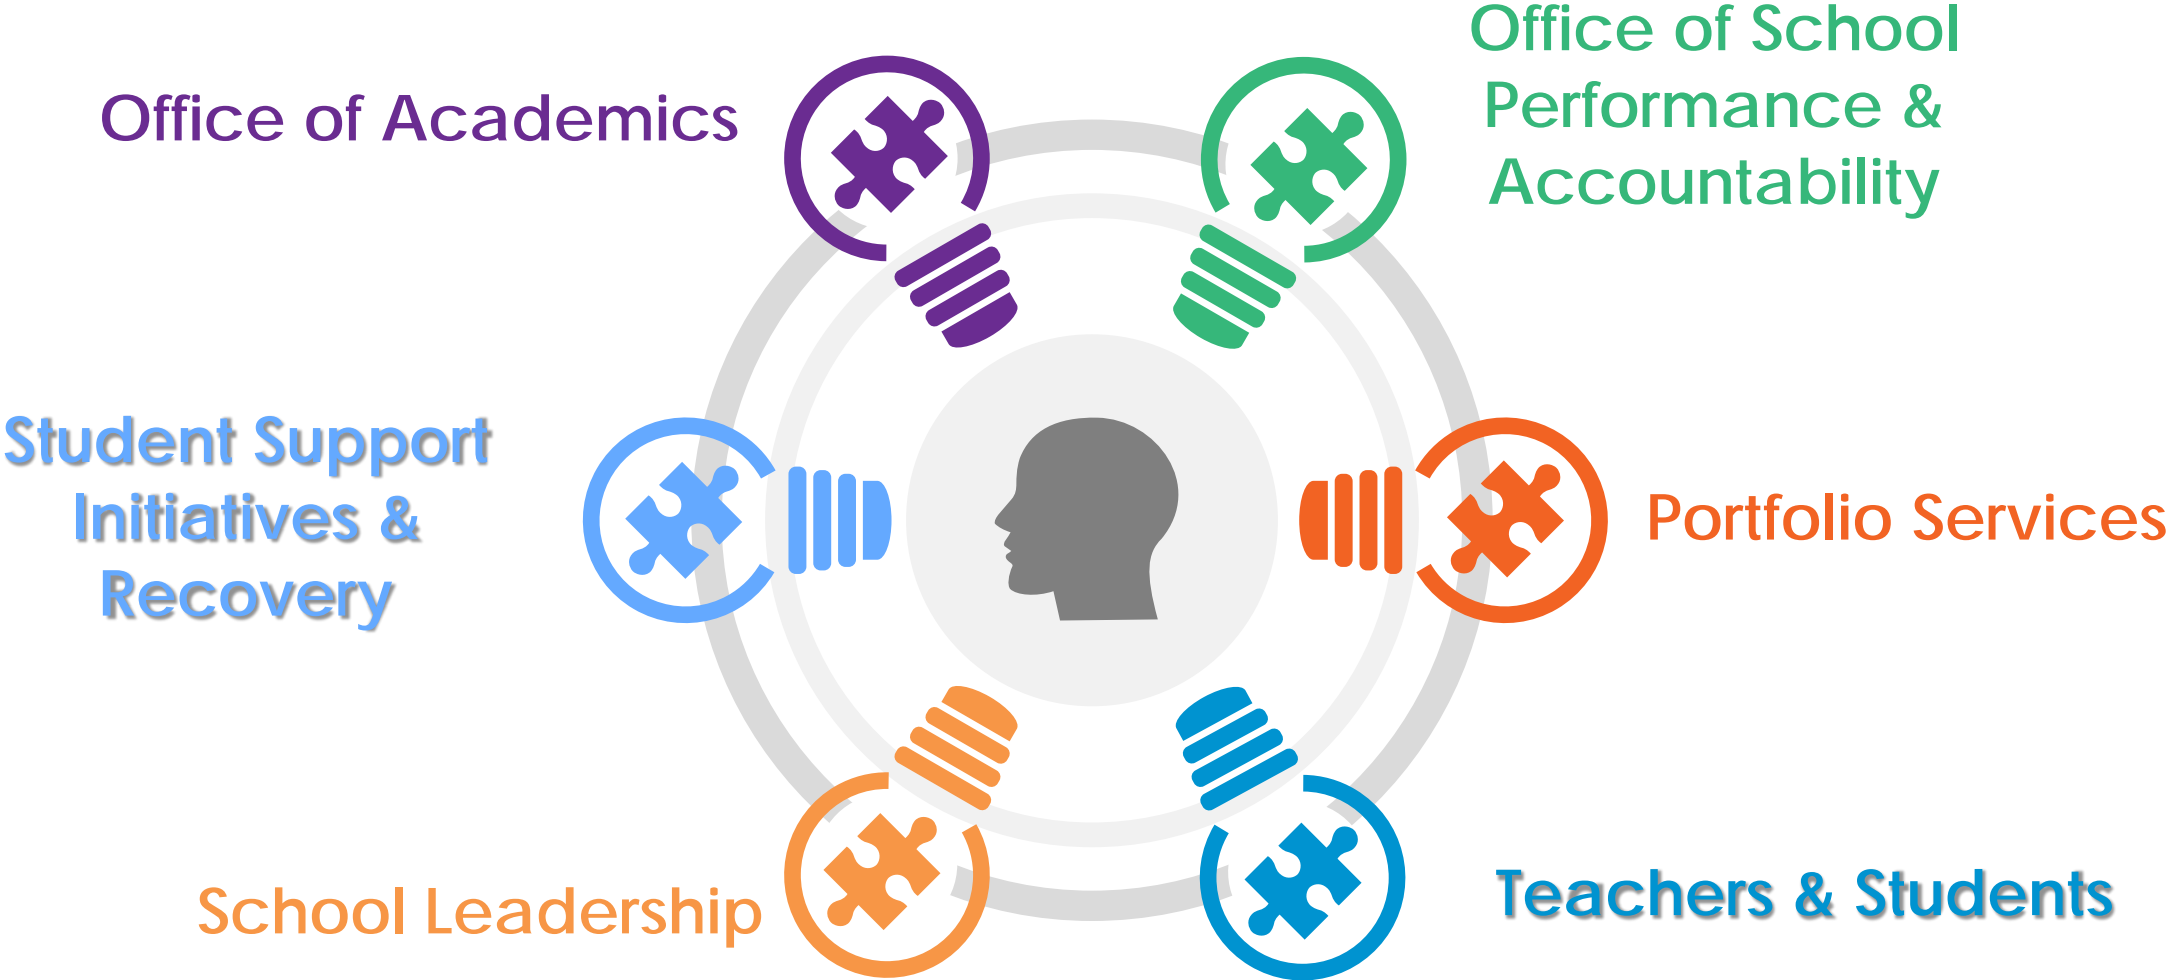 Office of Academics
Office of School
Performance &
Accountability
Student Support
Initiatives &
Recovery
Portfolio Services
School Leadership
Teachers & Students